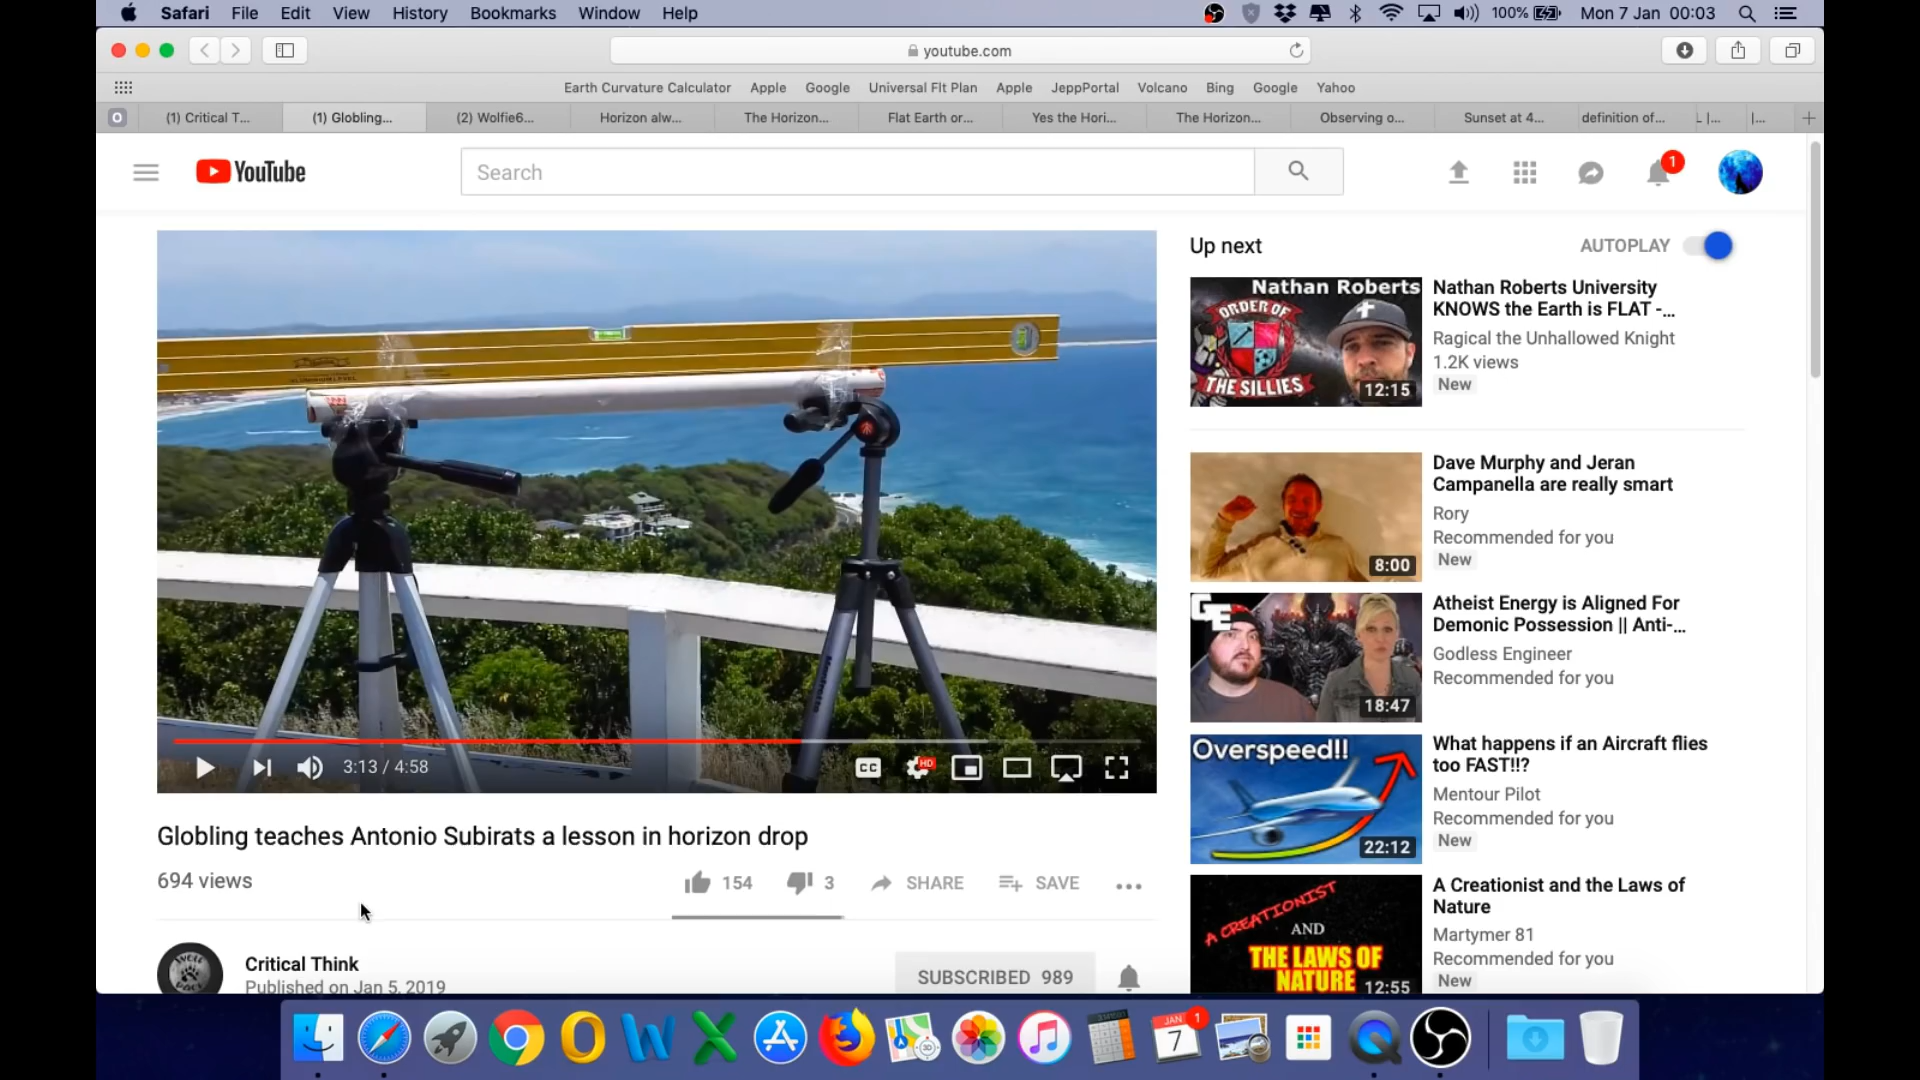 Safari File Edit View History Bookmarks Window Help 100% Mon 7 Jan 00:03
youtube.com
Earth Curvature Calculator Apple Google Universal Flt Plan Apple JeppPortal Volcano Bing Google Yahoo
O (1) Critical T... (1) Globling... (2) Wolfie6... Horizon alw... The Horizon... Flat Earth or... Yes the Hori... The Horizon... Observing o... Sunset at 4... definition of...
YouTube
Search
1
Up next
AUTOPLAY
Nathan Roberts
ORDER OF
THE SILLIES
12:15
Nathan Roberts University
KNOWS the Earth is FLAT -...
Ragical the Unhallowed Knight
1.2K views
New
8:00
Dave Murphy and Jeran
Campanella are really smart
Rory
Recommended for you
New
GE
18:47
Atheist Energy is Aligned For
Demonic Possession || Anti-...
Godless Engineer
Recommended for you
Overspeed!!
22:12
What happens if an Aircraft flies
too FAST!!?
Mentour Pilot
Recommended for you
New
A CREATIONIST
AND
THE LAWS OF
NATURE
12:55
A Creationist and the Laws of
Nature
Martymer 81
Recommended for you
New
3:13 / 4:58
CC
HD
Globling teaches Antonio Subirats a lesson in horizon drop
694 views
154 3 SHARE SAVE
Critical Think
Published on Jan 5, 2019
SUBSCRIBED 989
JAN
7
1